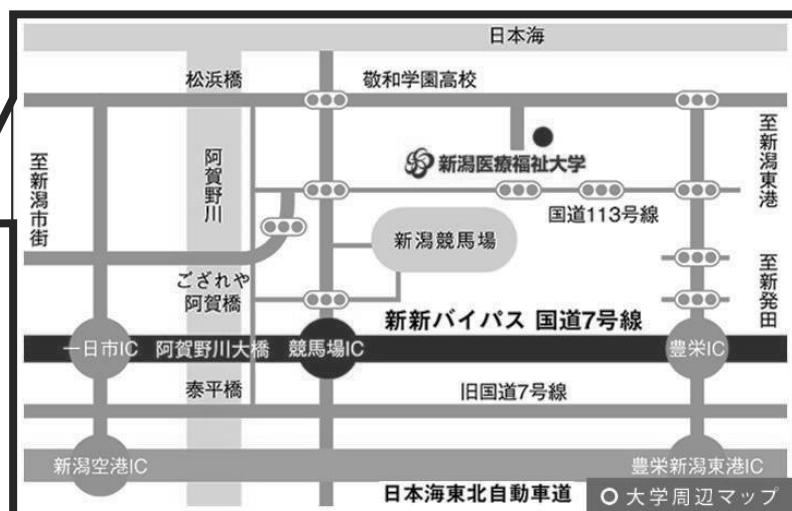 日本海
松浜橋
敬和学園高校
至新潟東港
至新潟市街
阿賀野川
新潟医療福祉大学
国道113号線
新潟競馬場
至新発田
ござれや
阿賀橋
新新バイパス 国道7号線
一日市IC
阿賀野川大橋
競馬場IC
豊栄IC
泰平橋
旧国道7号線
新潟空港IC
豊栄新潟東港IC
日本海東北自動車道
大学周辺マップ